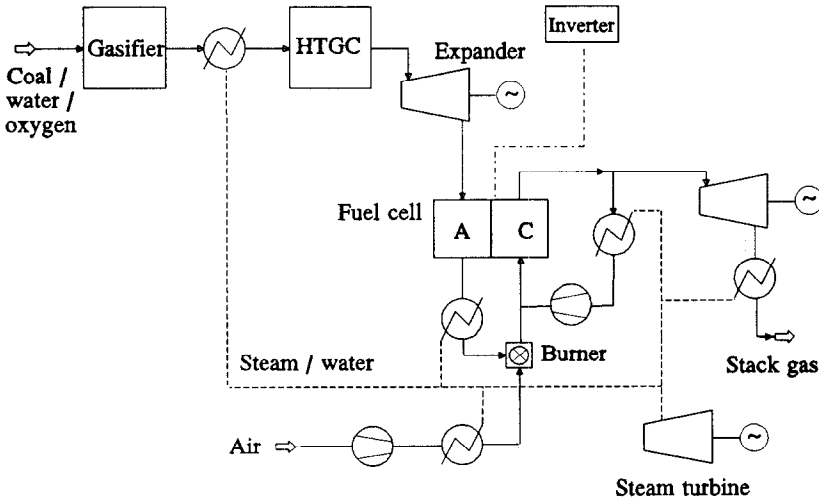 Inverter
Gasifier
HTGC
Expander
~
Coal /
water /
oxygen
Fuel cell
A
C
~
Burner
Steam / water
Stack gas
Air
~
Steam turbine